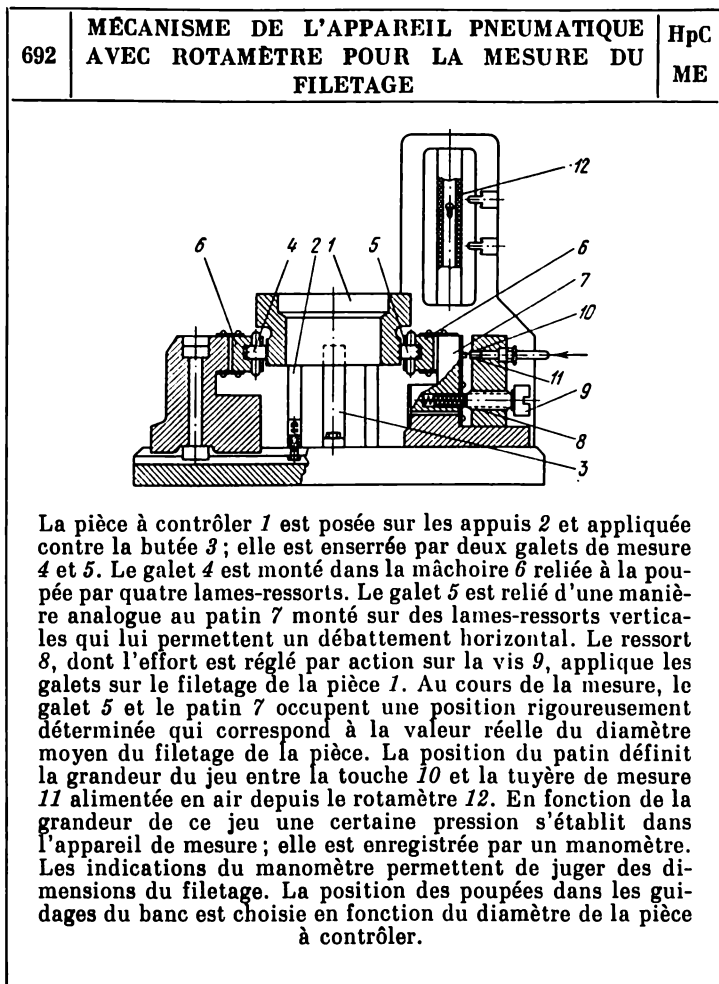 692
MÉCANISME DE L'APPAREIL PNEUMATIQUE
AVEC ROTAMÈTRE POUR LA MESURE DU
FILETAGE
HpC
ME
12
6
4
2
1
5
6
7
10
11
9
8
3
La pièce à contrôler 1 est posée sur les appuis 2 et appliquée
contre la butée 3 ; elle est enserrée par deux galets de mesure
4 et 5. Le galet 4 est monté dans la mâchoire 6 reliée à la pou-
pée par quatre lames-ressorts. Le galet 5 est relié d'une maniè-
re analogue au patin 7 monté sur des lames-ressorts vertica-
les qui lui permettent un débattement horizontal. Le ressort
8, dont l'effort est réglé par action sur la vis 9, applique les
galets sur le filetage de la pièce 1. Au cours de la mesure, le
galet 5 et le patin 7 occupent une position rigoureusement
déterminée qui correspond à la valeur réelle du diamètre
moyen du filetage de la pièce. La position du patin définit
la grandeur du jeu entre la touche 10 et la tuyère de mesure
11 alimentée en air depuis le rotamètre 12. En fonction de la
grandeur de ce jeu une certaine pression s'établit dans
l'appareil de mesure ; elle est enregistrée par un manomètre.
Les indications du manomètre permettent de juger des di-
mensions du filetage. La position des poupées dans les gui-
dages du banc est choisie en fonction du diamètre de la pièce
à contrôler.